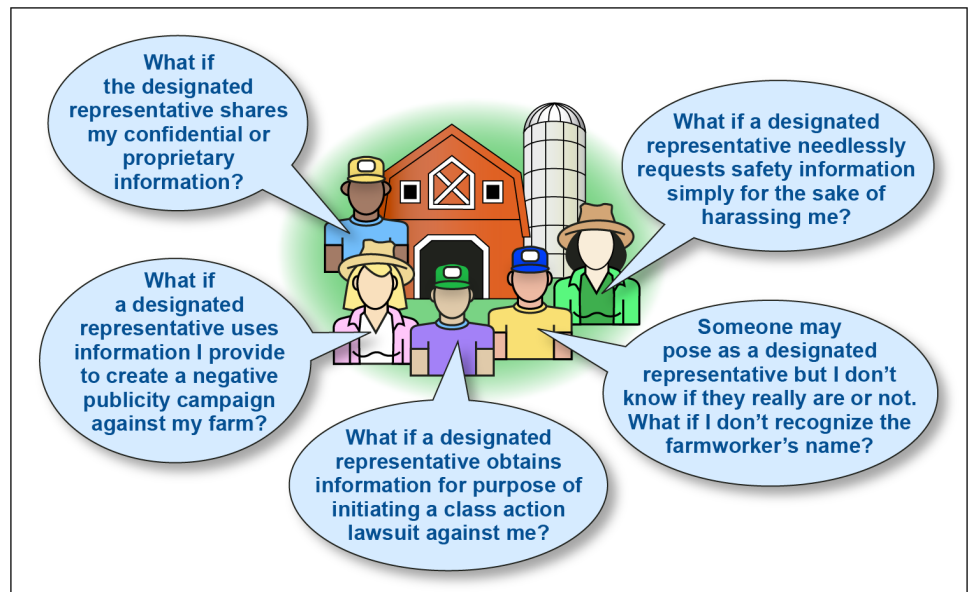 What if
the designated
representative shares
my confidential or
proprietary
information?
What if a designated
representative needlessly
requests safety information
simply for the sake of
harassing me?
What if
a designated
representative uses
information I provide
to create a negative
publicity campaign
against my farm?
Someone may
pose as a designated
representative but I don’t
know if they really are or not.
What if I don’t recognize the
farmworker’s name?
What if a designated
representative obtains
information for purpose of
initiating a class action
lawsuit against me?